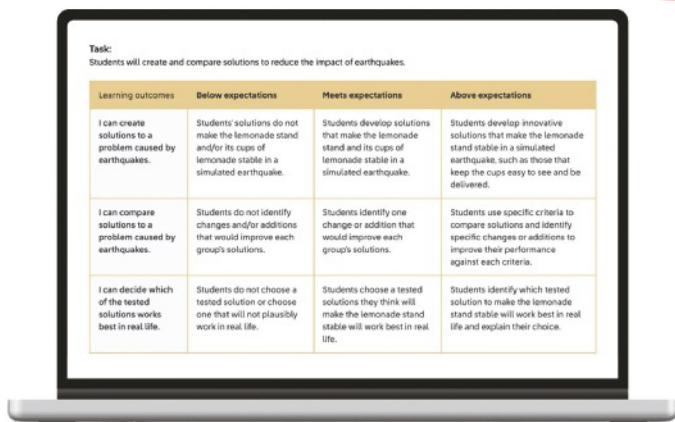 Task:
Students will create and compare solutions to reduce the impact of earthquakes.
Learning outcomes
Below expectations
Meets expectations
Above expectations
I can create
solutions to a
problem caused by
earthquakes.
Students' solutions do not
make the lemonade stand
and/or its cups of
lemonade stable in a
simulated earthquake.
Students develop solutions
that make the lemonade
stand and its cups of
lemonade stable in a
simulated earthquake.
Students develop innovative
solutions that make the lemonade
stand stable in a simulated
earthquake, such as those that
keep the cups easy to see and be
delivered.
I can compare
solutions to a
problem caused by
earthquakes.
Students do not identify
changes and/or additions
that would improve each
group's solutions.
Students identify one
change or addition that
would improve each
group's solutions.
Students use specific criteria to
compare solutions and identify
specific changes or additions to
improve their performance
against each criteria.
I can decide which
of the tested
solutions works
best in real life.
Students do not choose a
tested solution or choose
one that will not plausibly
work in real life.
Students choose a tested
solutions they think will
make the lemonade stand
stable will work best in real
life.
Students identify which tested
solution to make the lemonade
stand stable will work best in real
life and explain their choice.